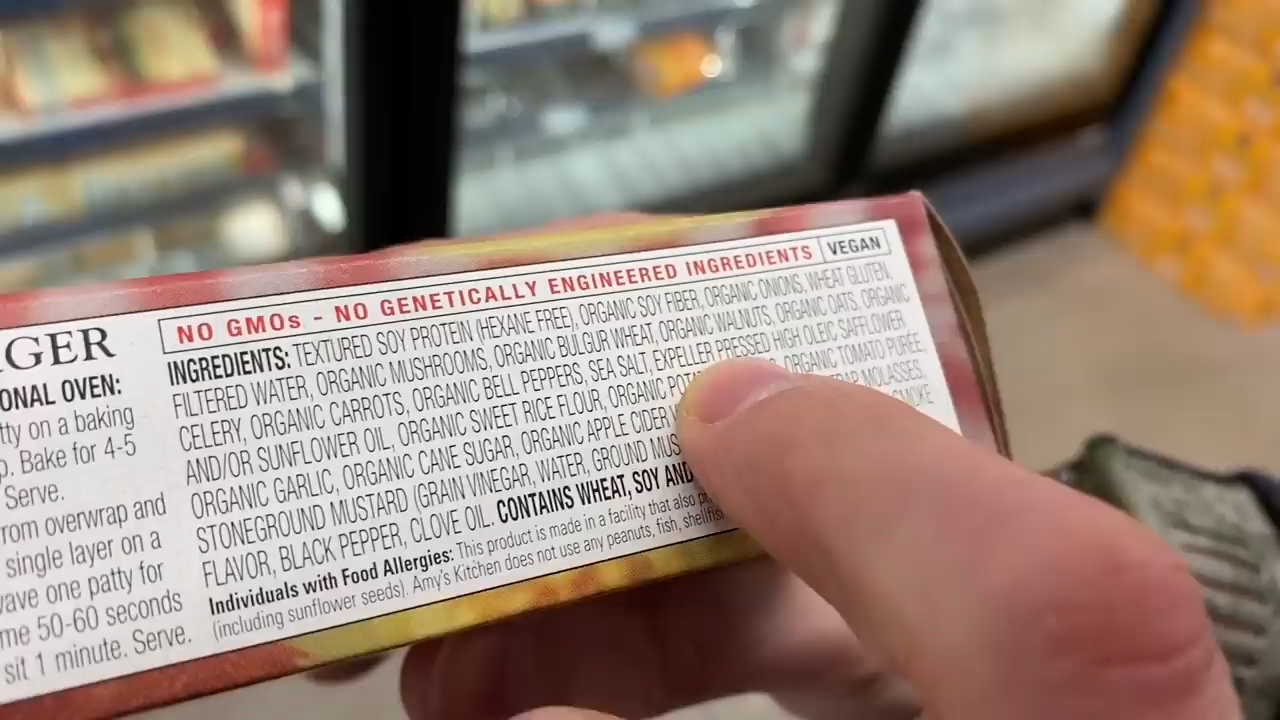 GER
ONAL OVEN:
tty on a baking
p. Bake for 4-5
Serve.
rom overwrap and
single layer on a
ave one patty for
me 50-60 seconds
sit 1 minute. Serve.
NO GMOs - NO GENETICALLY ENGINEERED INGREDIENTS VEGAN
INGREDIENTS: TEXTURED SOY PROTEIN (HEXANE FREE), ORGANIC SOY FIBER, ORGANIC ONIONS, WHEAT GLUTEN,
FILTERED WATER, ORGANIC MUSHROOMS, ORGANIC BULGUR WHEAT, ORGANIC WALNUTS, ORGANIC OATS, ORGANIC
CELERY, ORGANIC CARROTS, ORGANIC BELL PEPPERS, SEA SALT, EXPELLER PRESSED HIGH OLEIC SAFFLOWER
AND/OR SUNFLOWER OIL, ORGANIC SWEET RICE FLOUR, ORGANIC ORGANIC TOMATO PURÉE,
ORGANIC GARLIC, ORGANIC CANE SUGAR, ORGANIC APPLE CIDER MOLASSES,
STONEGROUND MUSTARD (GRAIN VINEGAR, WATER, GROUND SMOKE
FLAVOR, BLACK PEPPER, CLOVE OIL. CONTAINS WHEAT, SOY AND
Individuals with Food Allergies: This product is made in a facility that also
(including sunflower seeds). Amy's Kitchen does not use any peanuts, fish, shellfis